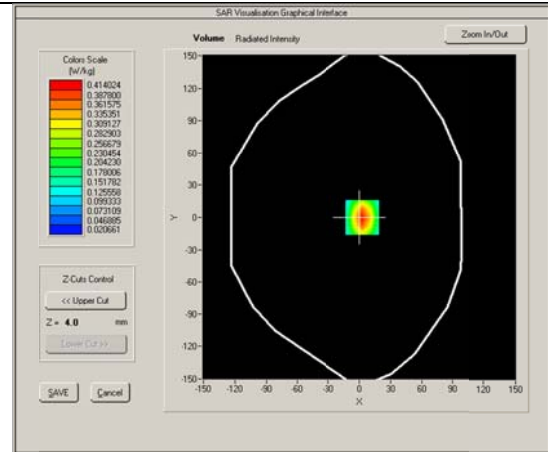 SAR Visualisation Graphical Interface
Volume Radiated Intensity
Zoom In/Out
Colors Scale
(W/kg)
0.414024
0.387800
0.361575
0.335351
0.309127
0.282903
0.256679
0.230454
0.204230
0.178006
0.151782
0.125558
0.099333
0.073109
0.046885
0.020661
Z-Cuts Control
<< Upper Cut
Z = 4.0 mm
Lower Cut >>
SAVE Cancel
150
120
90
60
30
0
-30
-60
-90
-120
-150
Y
-150 -120 -90 -60 -30 0 30 60 90 120 150
X